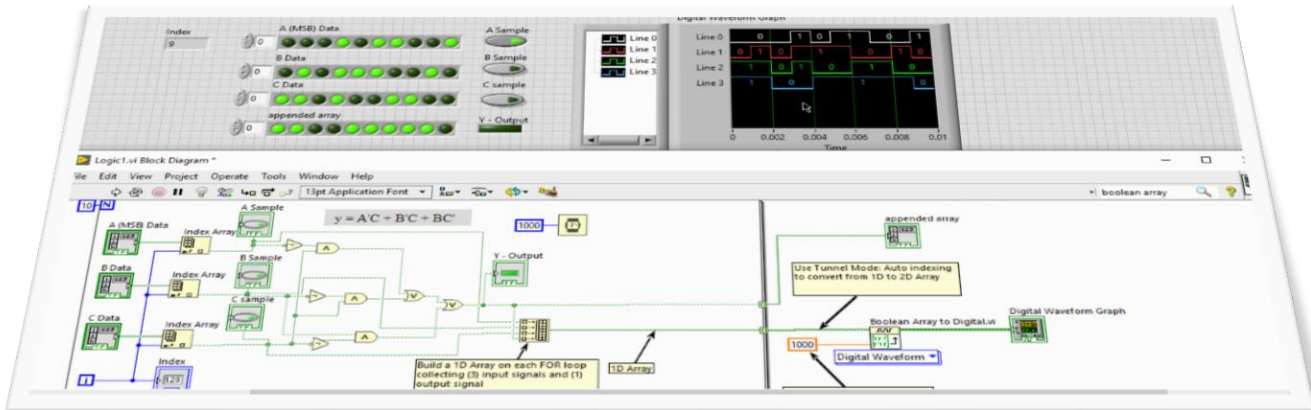 Digital Waveform Graph
Index
9
A (MSB) Data
0
A Sample
B Data
0
B Sample
C Data
0
C sample
appended array
0
Y - Output
Line 0
Line 1
Line 2
Line 3
Line 0 0 1 0 1 0 1
Line 1 0 1 0 1 0 1 0
Line 2 1 0 1 0 1 0
Line 3 1 0 1 0
0 0.002 0.004 0.006 0.008 0.01
Time
Logic1.vi Block Diagram *
File Edit View Project Operate Tools Window Help
13pt Application Font
boolean array
10 N
A (MSB) Data
Index Array
A Sample
y = A'C + B'C + BC'
1000
B Data
Index Array
B Sample
Y - Output
C Data
Index Array
C sample
Index
i
Build a 1D Array on each FOR loop
collecting (3) input signals and (1)
output signal
1D Array
appended array
Use Tunnel Mode: Auto indexing
to convert from 1D to 2D Array
Boolean Array to Digital.vi
Digital Waveform Graph
1000
Digital Waveform